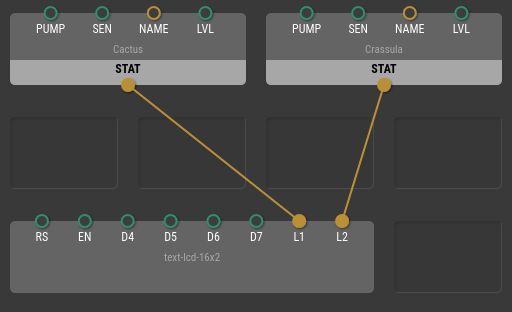 PUMP SEN NAME LVL PUMP SEN NAME LVL
Cactus Crassula
STAT STAT
RS EN D4 D5 D6 D7 L1 L2
text-lcd-16x2